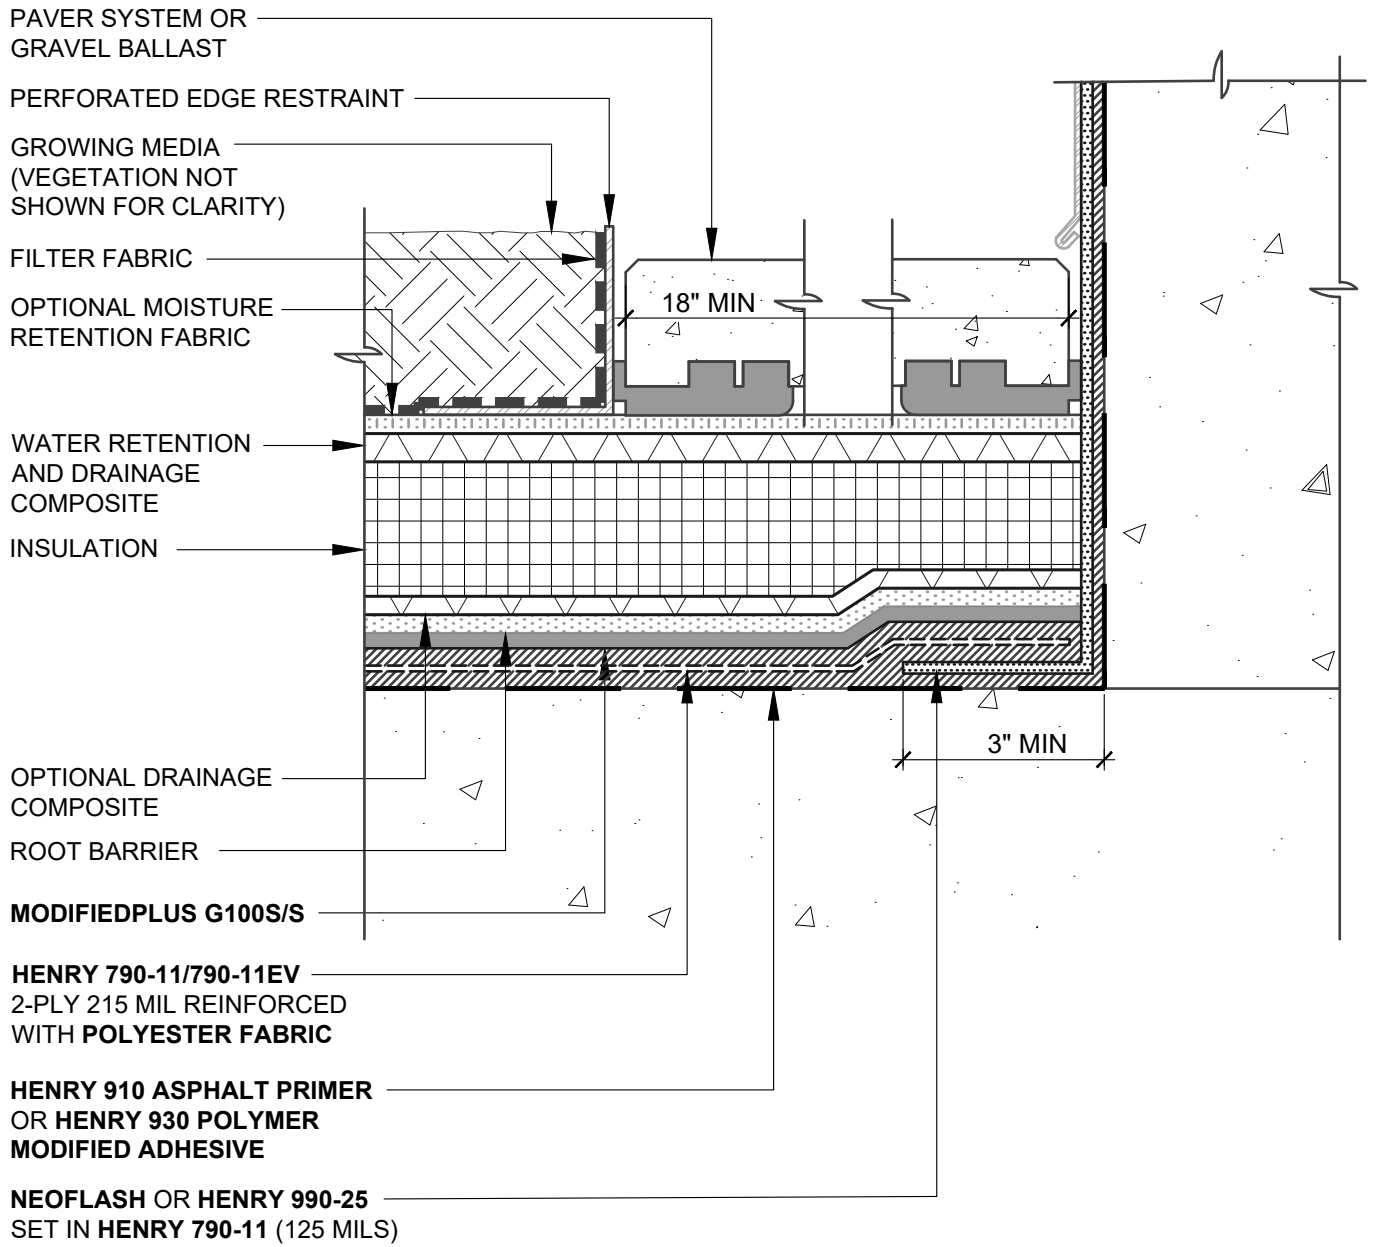 PAVER SYSTEM OR
GRAVEL BALLAST
PERFORATED EDGE RESTRAINT
GROWING MEDIA
(VEGETATION NOT
SHOWN FOR CLARITY)
FILTER FABRIC
OPTIONAL MOISTURE
RETENTION FABRIC
18" MIN
WATER RETENTION
AND DRAINAGE
COMPOSITE
INSULATION
3" MIN
OPTIONAL DRAINAGE
COMPOSITE
ROOT BARRIER
MODIFIEDPLUS G100S/S
HENRY 790-11/790-11EV
2-PLY 215 MIL REINFORCED
WITH POLYESTER FABRIC
HENRY 910 ASPHALT PRIMER
OR HENRY 930 POLYMER
MODIFIED ADHESIVE
NEOFLASH OR HENRY 990-25
SET IN HENRY 790-11 (125 MILS)